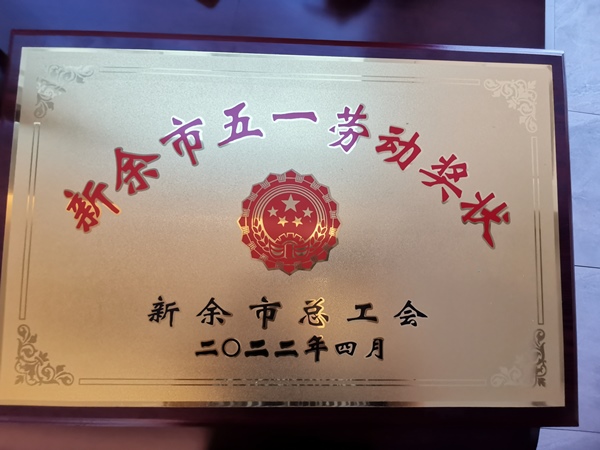 新余市五一劳动奖状
新余市总工会
二〇二二年四月